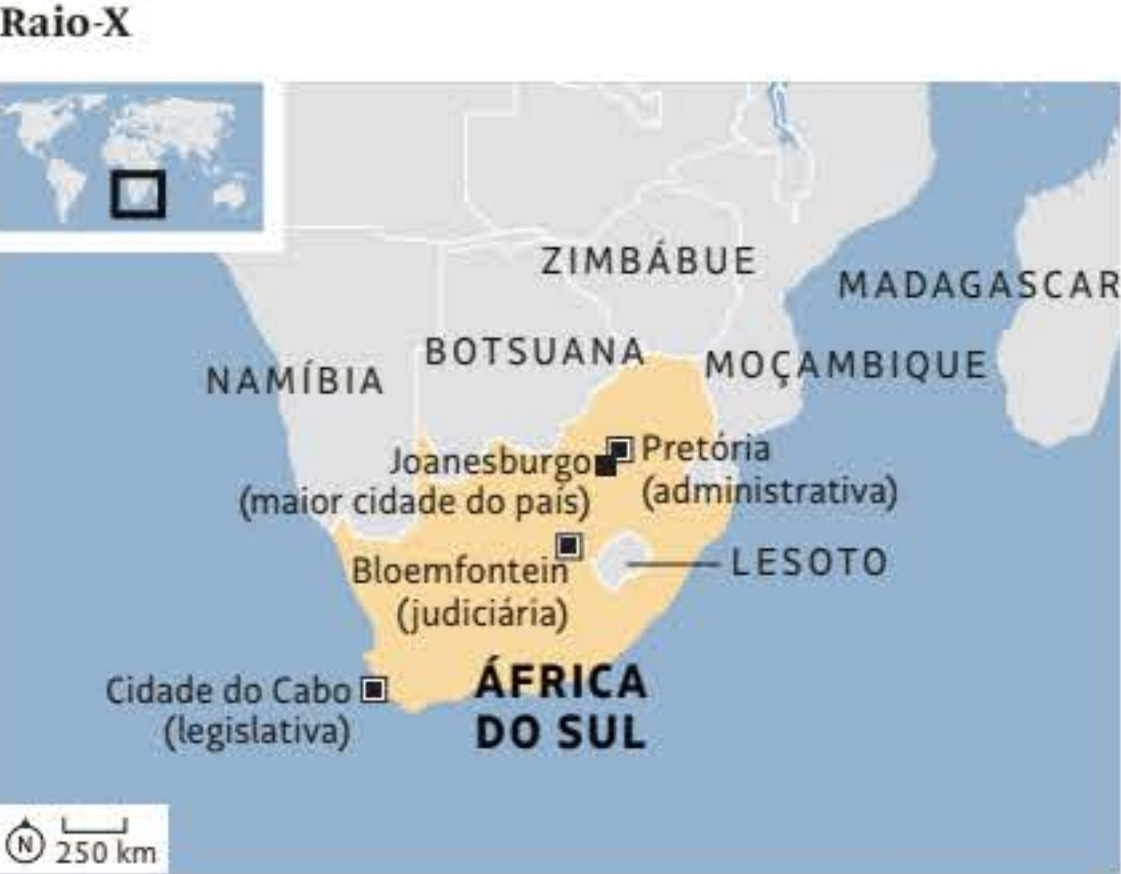 Raio-X
ZIMBÁBUE
MADAGASCAR
BOTSUANA
MOÇAMBIQUE
NAMÍBIA
Joanesburgo
(maior cidade do país)
Pretória
(administrativa)
Bloemfontein
(judiciária)
LESOTO
Cidade do Cabo
(legislativa)
ÁFRICA
DO SUL
N
250 km